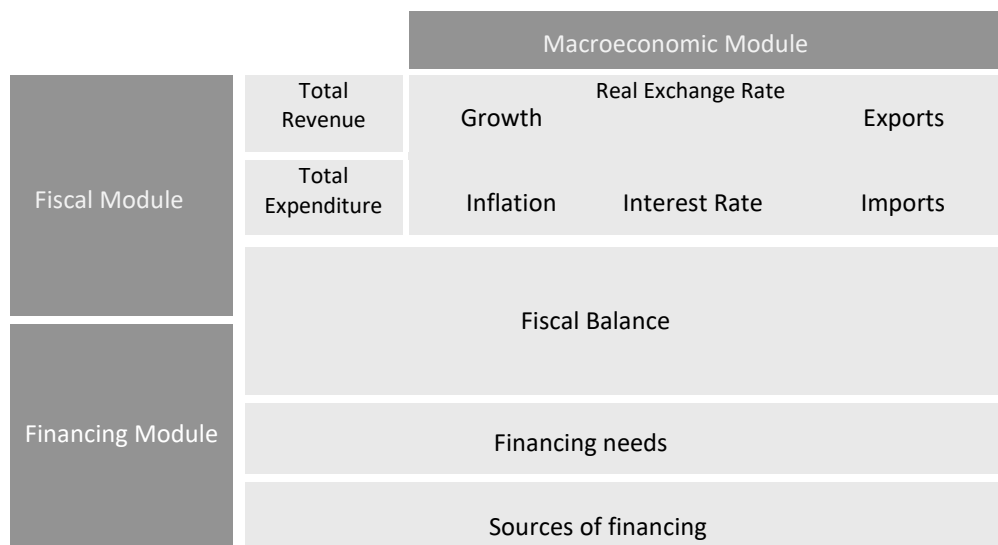 Macroeconomic Module
Total
Revenue
Real Exchange Rate
Growth
Exports
Fiscal Module
Total
Expenditure
Inflation
Interest Rate
Imports
Fiscal Balance
Financing Module
Financing needs
Sources of financing